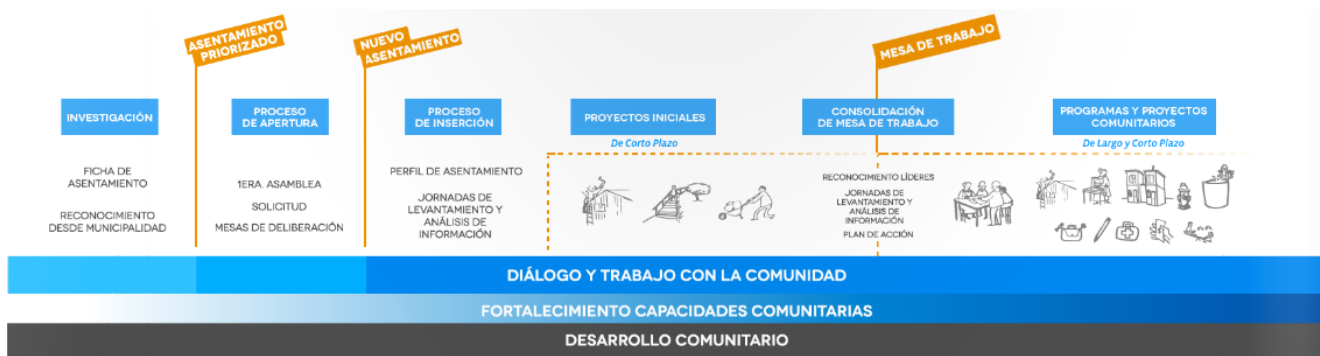 ASENTAMIENTO
PRIORIZADO
NUEVO
ASENTAMIENTO
MESA DE TRABAJO
INVESTIGACIÓN
FICHA DE
ASENTAMIENTO
RECONOCIMIENTO
DESDE MUNICIPALIDAD
PROCESO
DE APERTURA
1ERA. ASAMBLEA
SOLICITUD
MESAS DE DELIBERACIÓN
PROCESO
DE INSERCIÓN
PERFIL DE ASENTAMIENTO
JORNADAS DE
LEVANTAMIENTO Y
ANÁLISIS DE
INFORMACIÓN
PROYECTOS INICIALES
De Corto Plazo
CONSOLIDACIÓN
DE MESA DE TRABAJO
RECONOCIMIENTO LÍDERES
JORNADAS DE
LEVANTAMIENTO Y
ANÁLISIS DE
INFORMACIÓN
PLAN DE ACCIÓN
PROGRAMAS Y PROYECTOS
COMUNITARIOS
De Largo y Corto Plazo
DIÁLOGO Y TRABAJO CON LA COMUNIDAD
FORTALECIMIENTO CAPACIDADES COMUNITARIAS
DESARROLLO COMUNITARIO